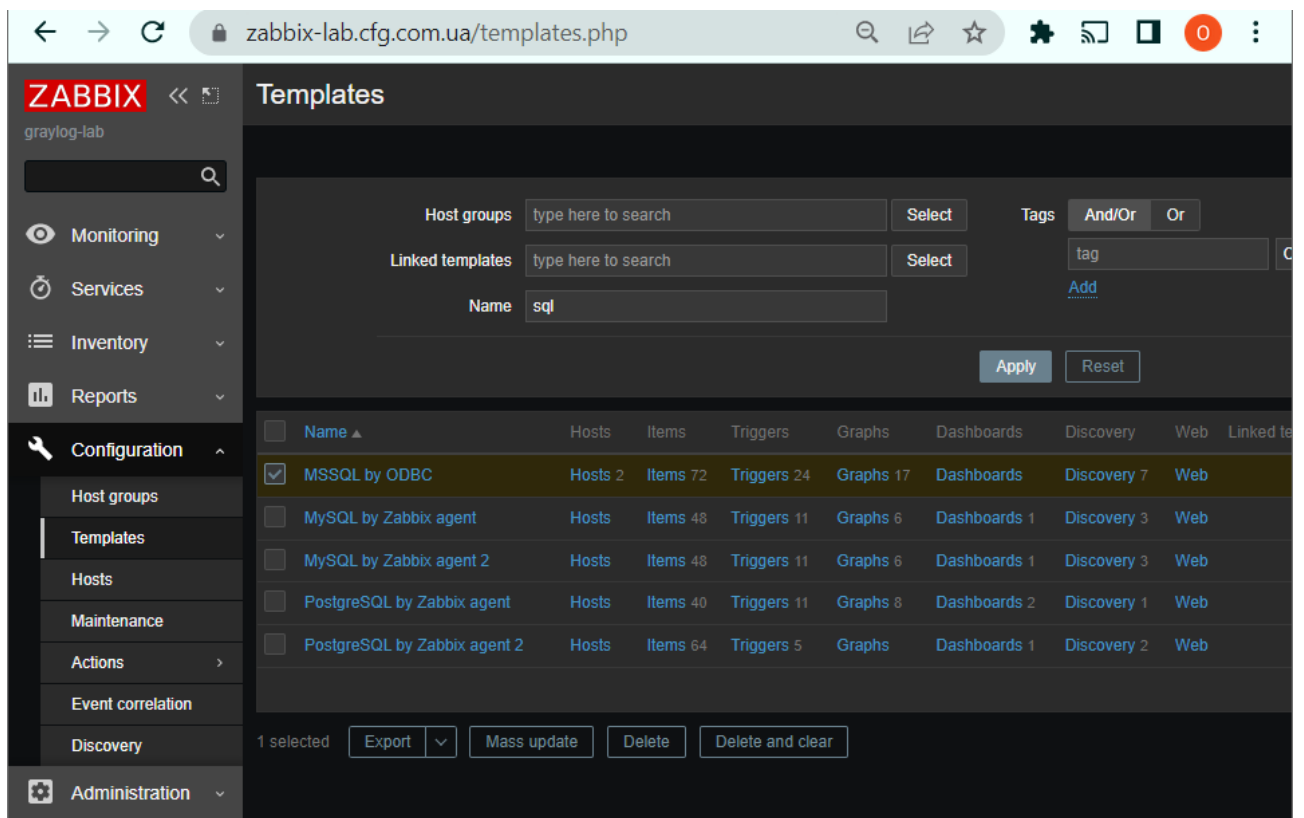 zabbix-lab.cfg.com.ua/templates.php
O
ZABBIX
graylog-lab
Monitoring
Services
Inventory
Reports
Configuration
Host groups
Templates
Hosts
Maintenance
Actions
Event correlation
Discovery
Administration
Templates
Host groups type here to search Select
Linked templates type here to search Select
Name sql
Tags And/Or Or
tag
Add
Apply Reset
Name Hosts Items Triggers Graphs Dashboards Discovery Web Linked te
MSSQL by ODBC Hosts 2 Items 72 Triggers 24 Graphs 17 Dashboards Discovery 7 Web
MySQL by Zabbix agent Hosts Items 48 Triggers 11 Graphs 6 Dashboards 1 Discovery 3 Web
MySQL by Zabbix agent 2 Hosts Items 48 Triggers 11 Graphs 6 Dashboards 1 Discovery 3 Web
PostgreSQL by Zabbix agent Hosts Items 40 Triggers 11 Graphs 8 Dashboards 2 Discovery 1 Web
PostgreSQL by Zabbix agent 2 Hosts Items 64 Triggers 5 Graphs Dashboards 1 Discovery 2 Web
1 selected Export Mass update Delete Delete and clear